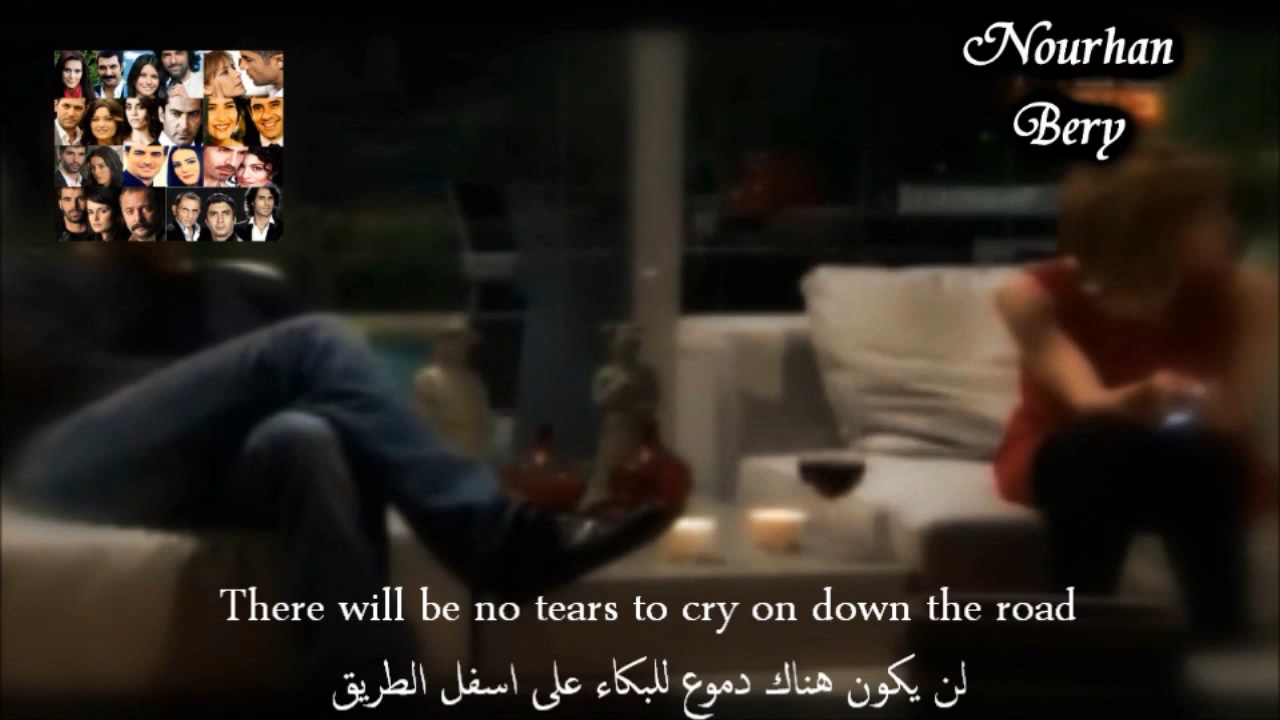 Nourhan
Bery
There will be no tears to cry on down the road
لن يكون هناك دموع للبكاء على اسفل الطريق